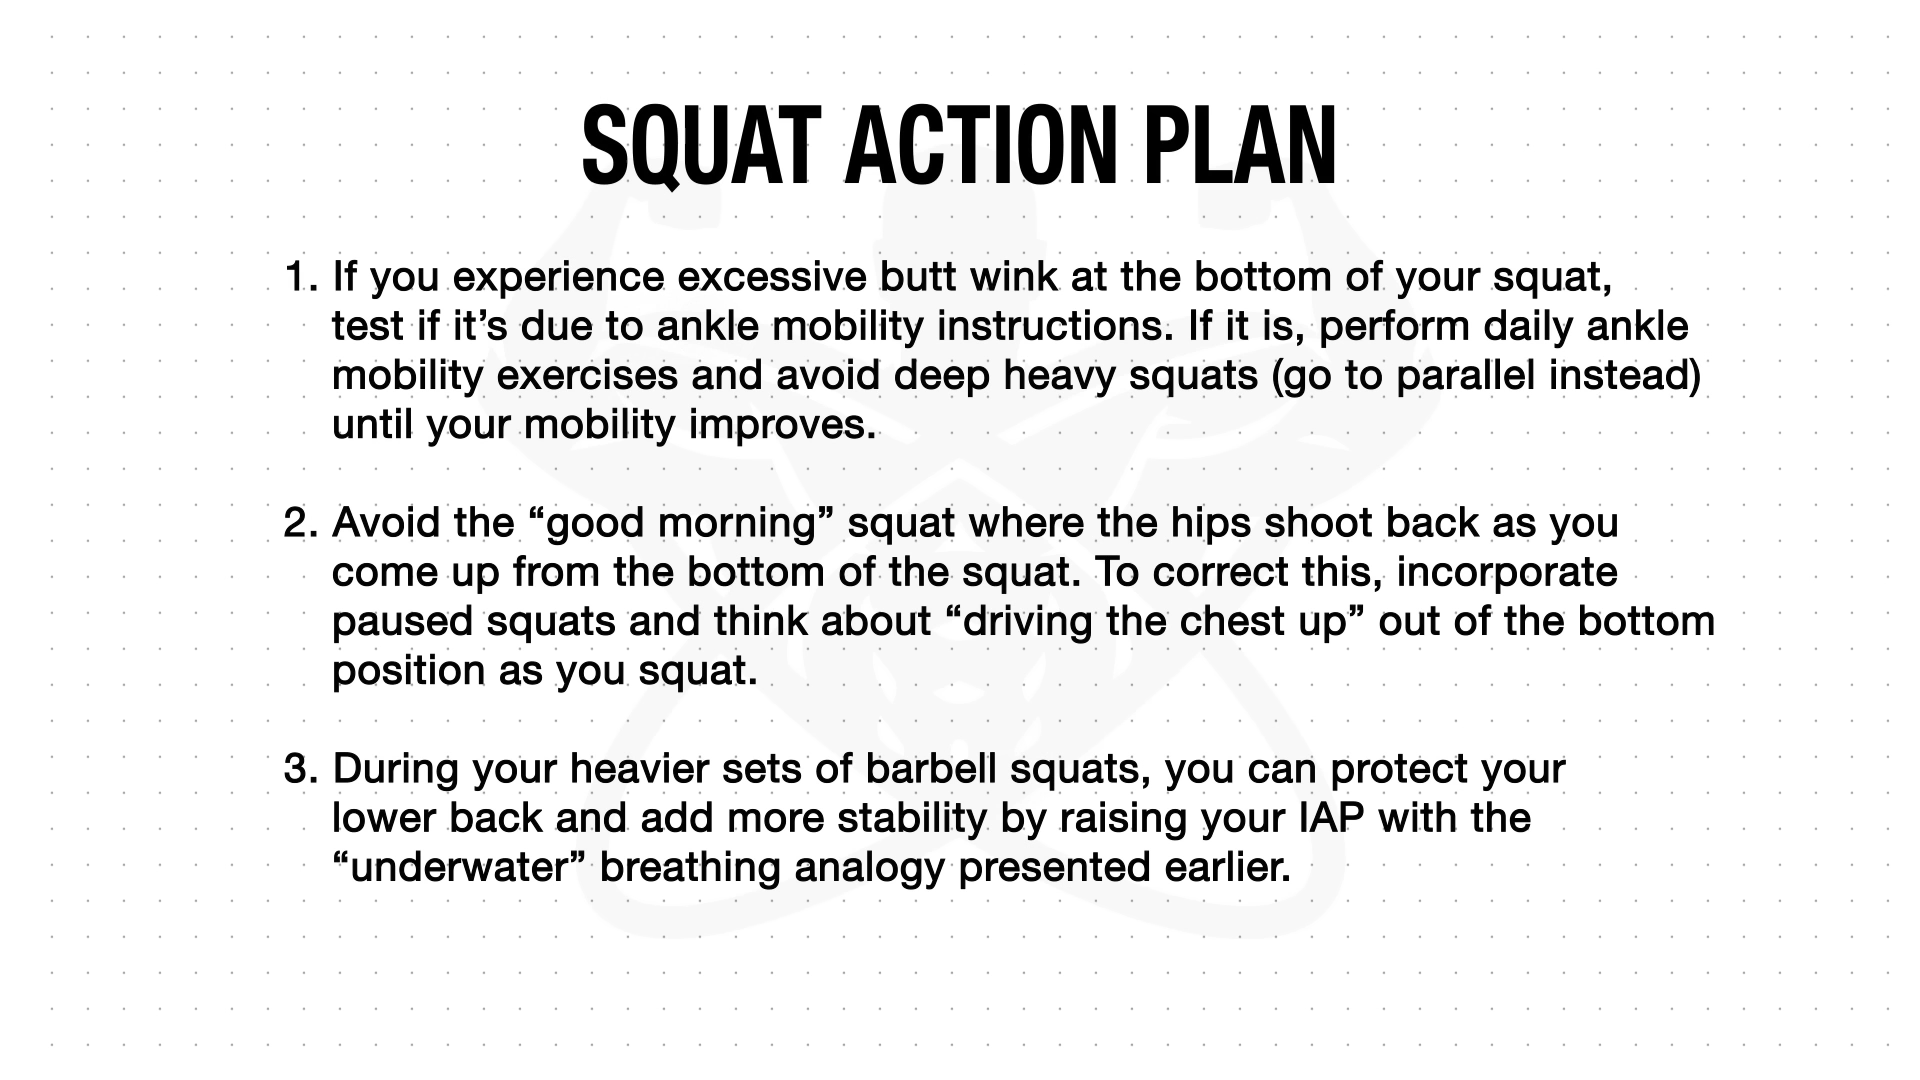 SQUAT ACTION PLAN
1. If you experience excessive butt wink at the bottom of your squat,
test if it’s due to ankle mobility instructions. If it is, perform daily ankle
mobility exercises and avoid deep heavy squats (go to parallel instead)
until your mobility improves.
2. Avoid the “good morning” squat where the hips shoot back as you
come up from the bottom of the squat. To correct this, incorporate
paused squats and think about “driving the chest up” out of the bottom
position as you squat.
3. During your heavier sets of barbell squats, you can protect your
lower back and add more stability by raising your IAP with the
“underwater” breathing analogy presented earlier.